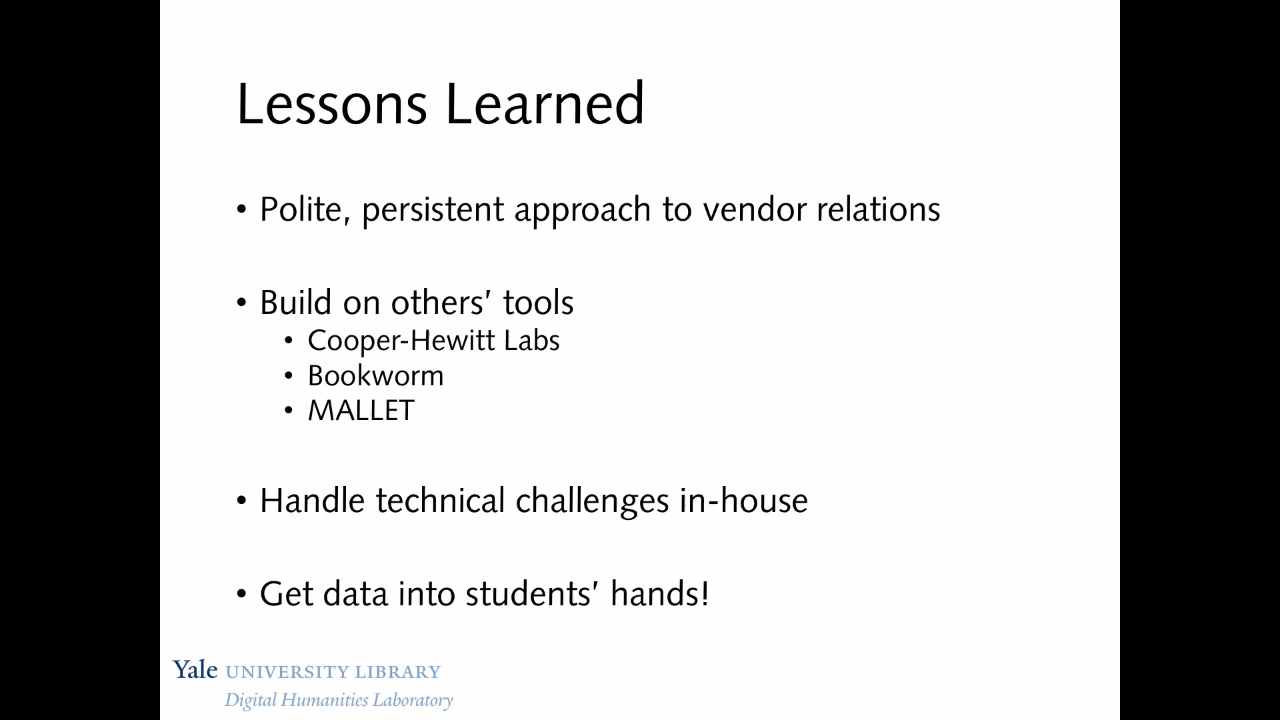 Lessons Learned
• Polite, persistent approach to vendor relations
• Build on others’ tools
• Cooper-Hewitt Labs
• Bookworm
• MALLET
• Handle technical challenges in-house
• Get data into students’ hands!
Yale UNIVERSITY LIBRARY
Digital Humanities Laboratory